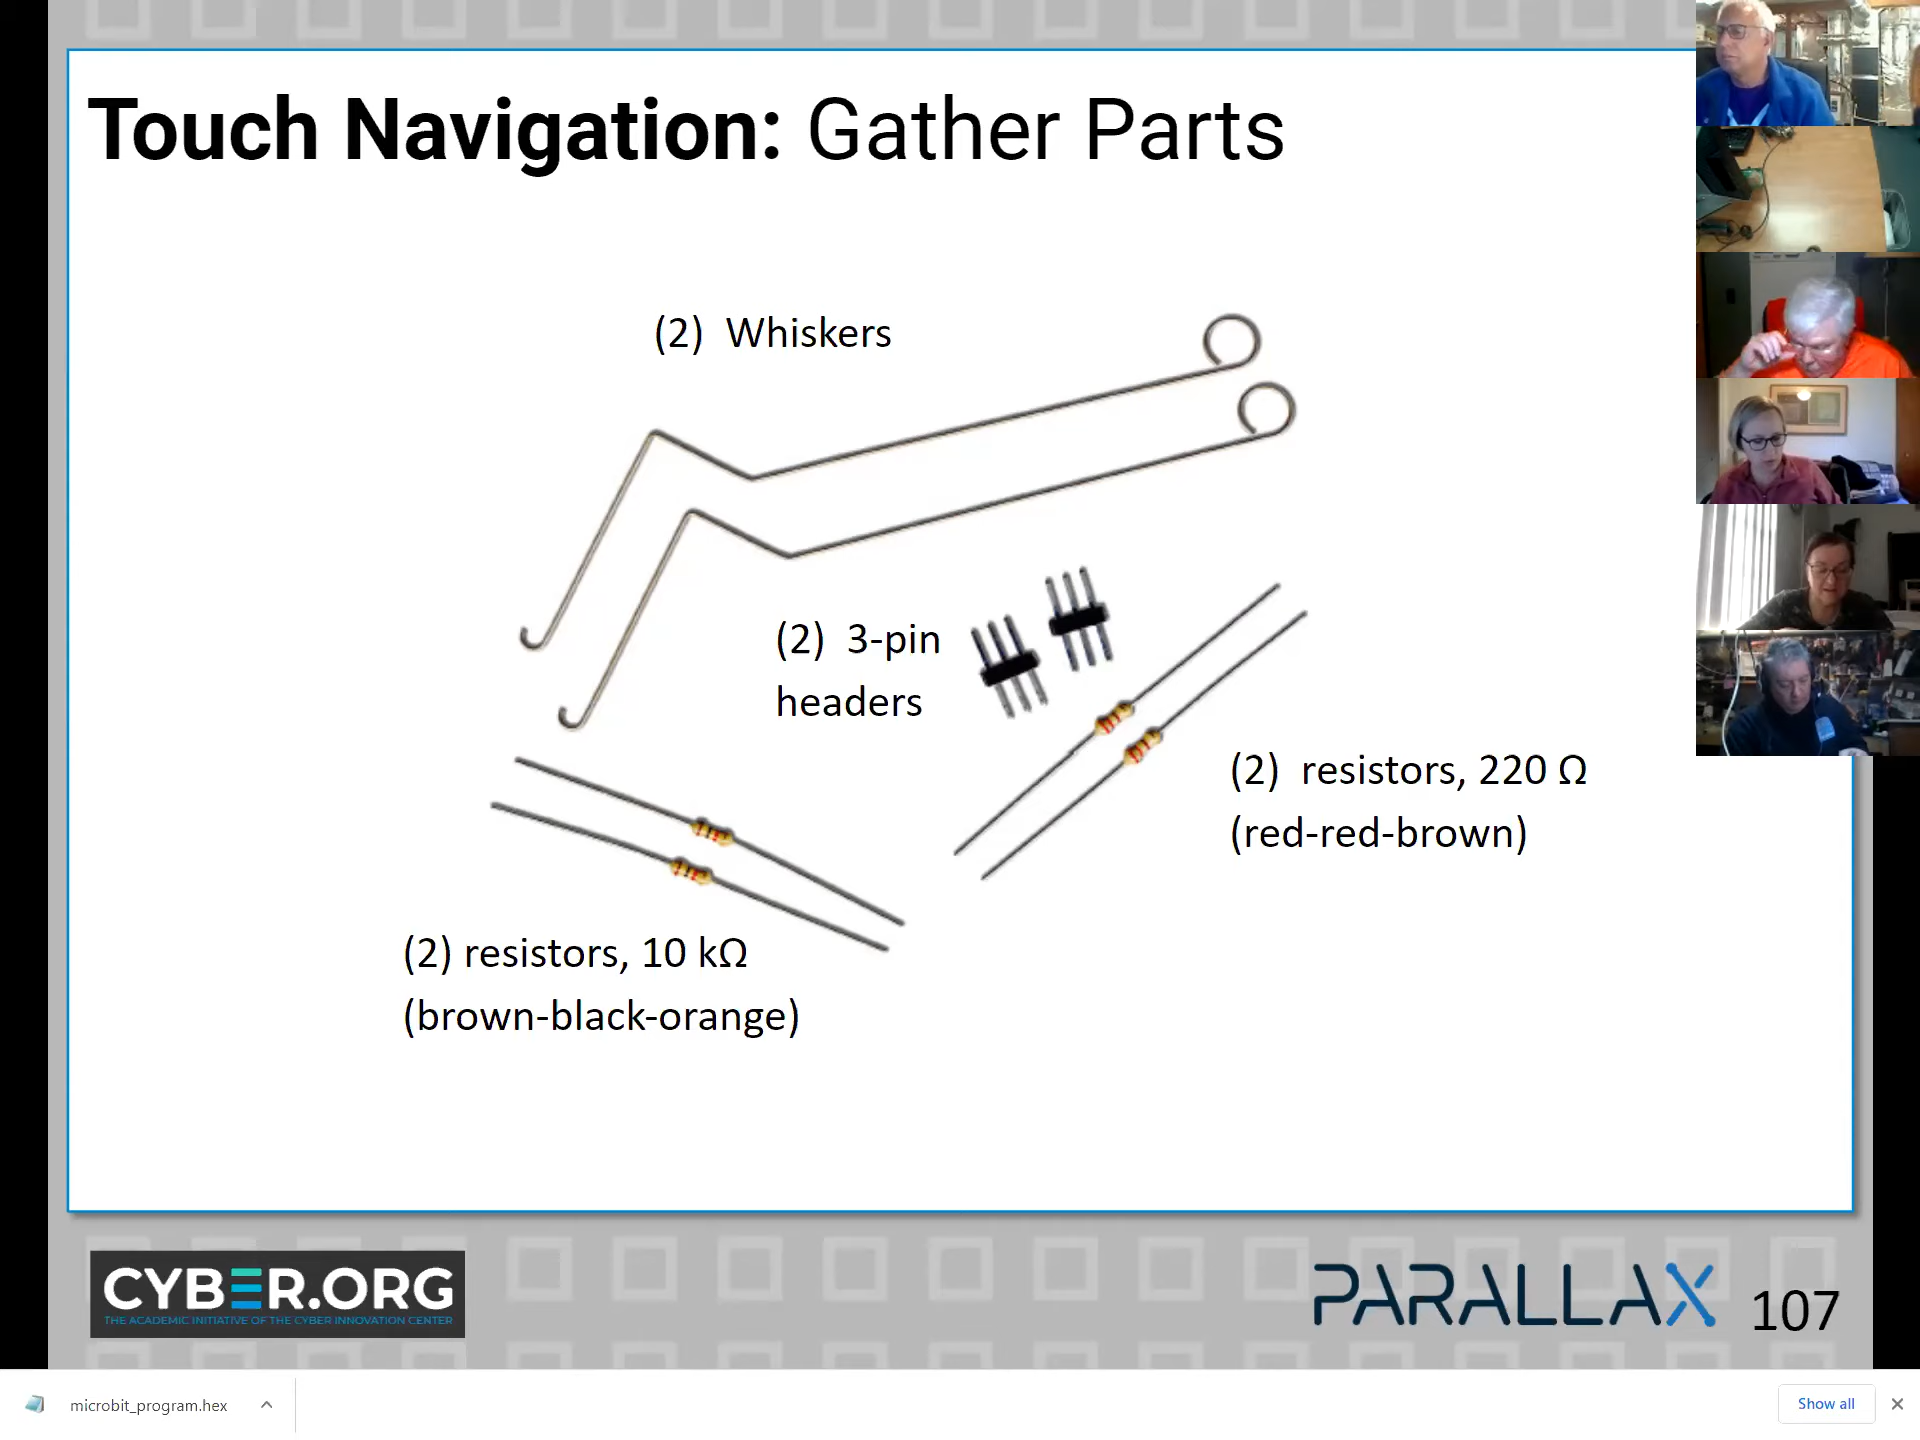 Touch Navigation: Gather Parts
(2) Whiskers
(2) 3-pin
headers
(2) resistors, 220 Ω
(red-red-brown)
(2) resistors, 10 kΩ
(brown-black-orange)
CYBER.ORG
THE ACADEMIC INITIATIVE OF THE CYBER INNOVATION CENTER
PARALLAX
107
microbit_program.hex
Show all